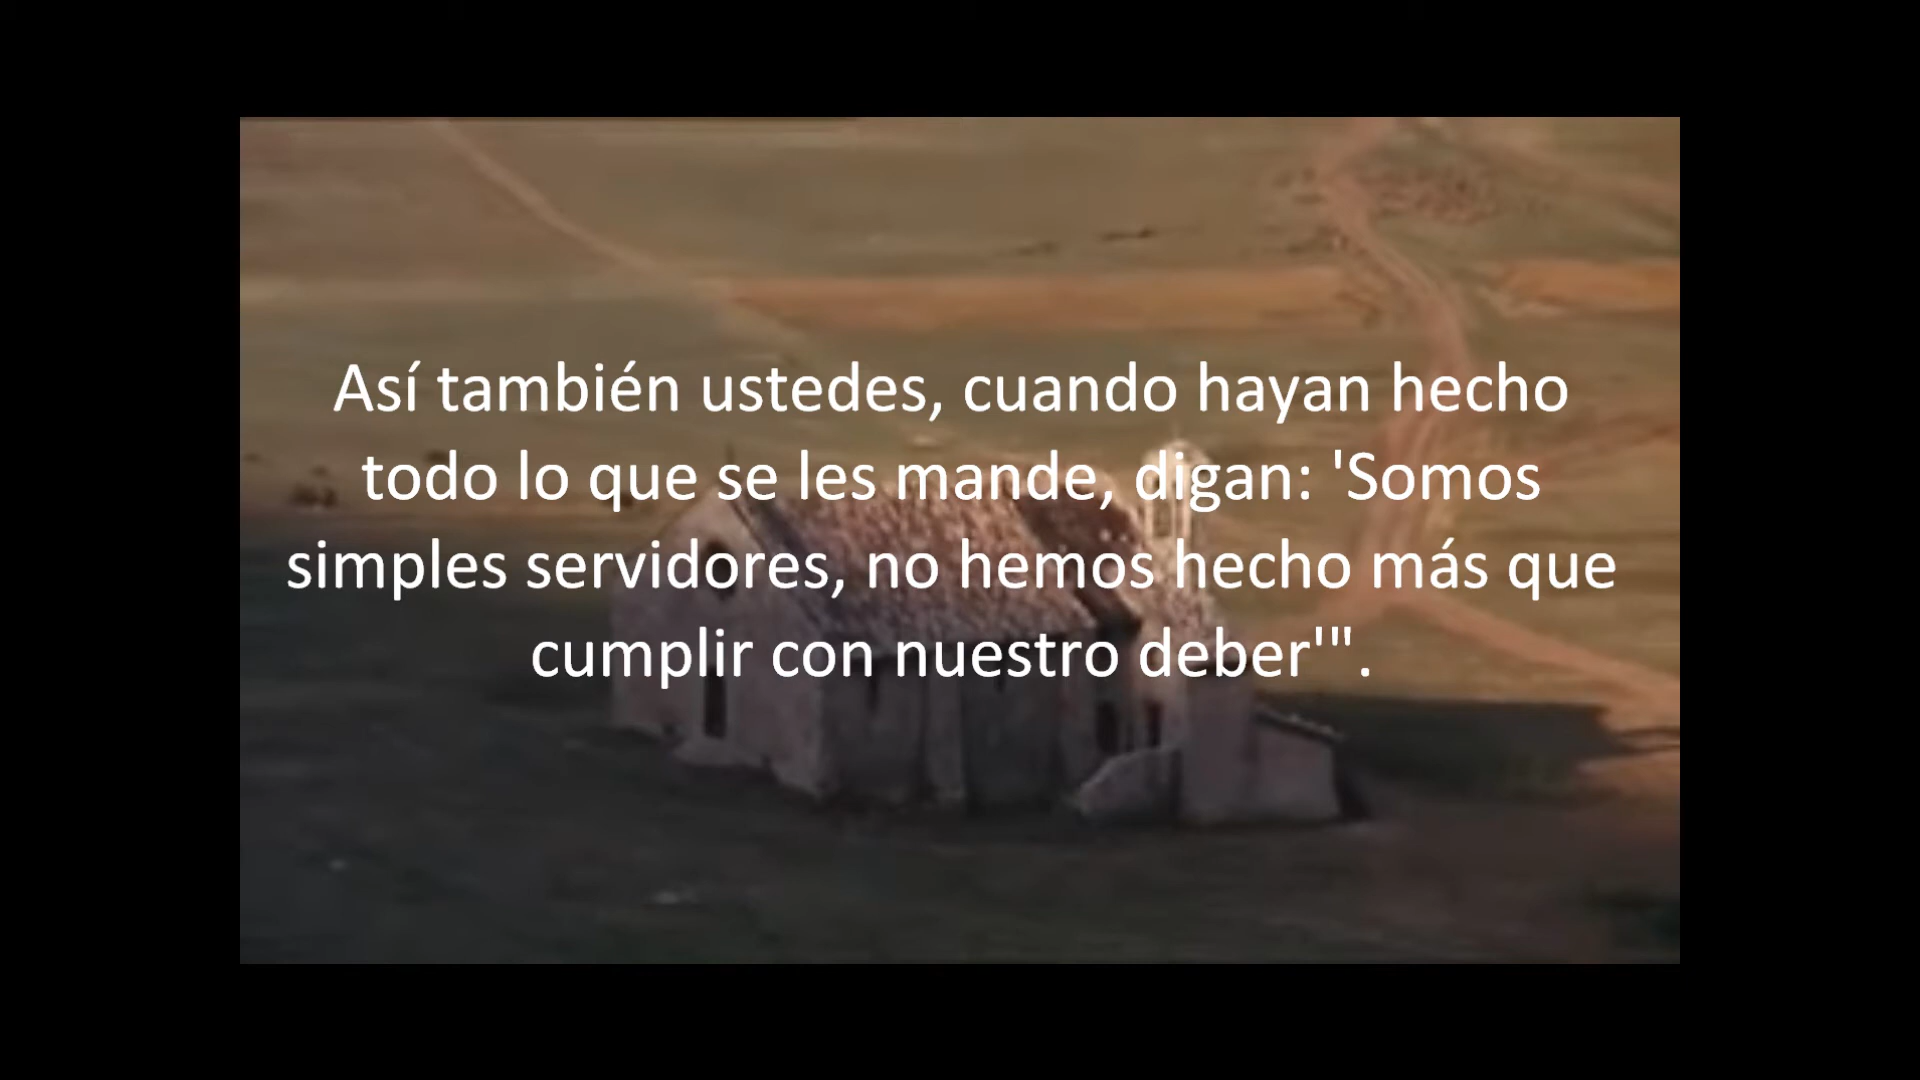 Así también ustedes, cuando hayan hecho
todo lo que se les mande, digan: 'Somos
simples servidores, no hemos hecho más que
cumplir con nuestro deber'".